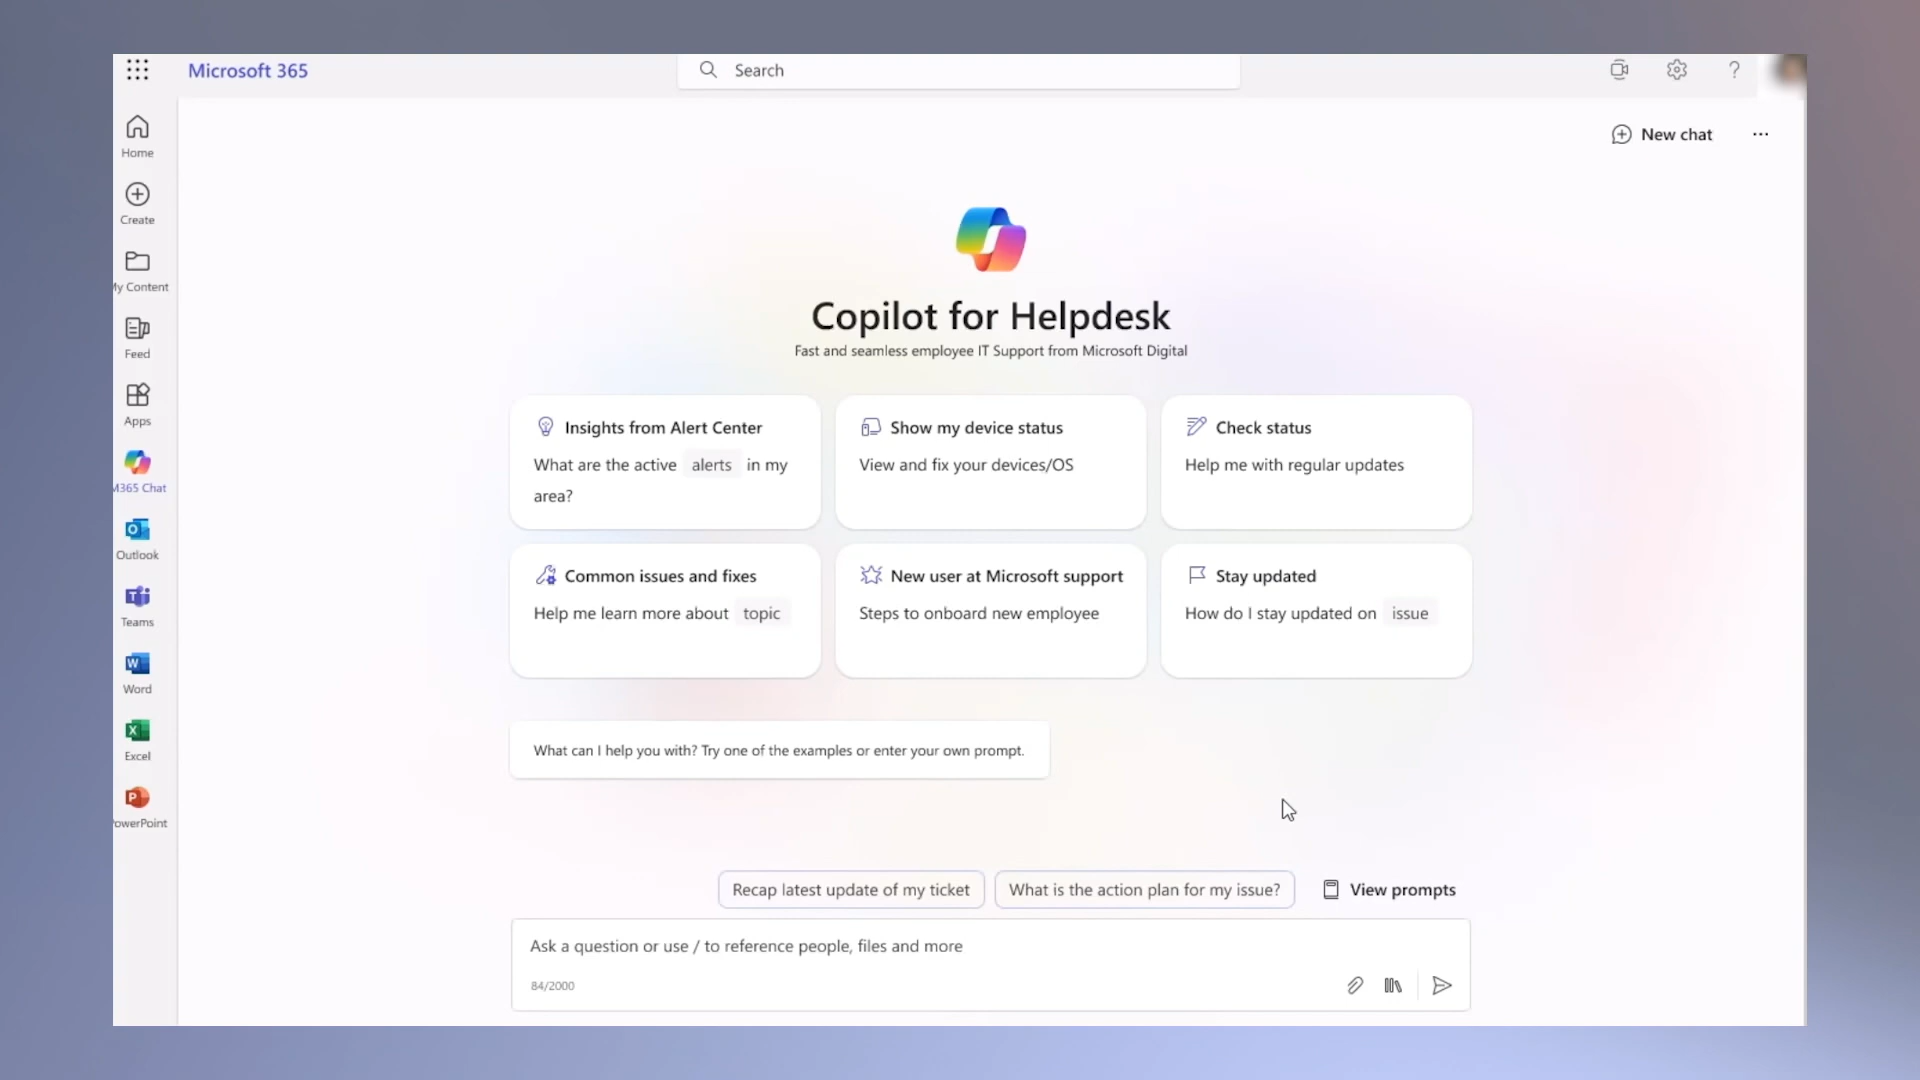 Microsoft 365
Search
Home
Create
My Content
Feed
Apps
M365 Chat
Outlook
Teams
Word
Excel
PowerPoint
New chat
Copilot for Helpdesk
Fast and seamless employee IT Support from Microsoft Digital
Insights from Alert Center
What are the active alerts in my
area?
Show my device status
View and fix your devices/OS
Check status
Help me with regular updates
Common issues and fixes
Help me learn more about topic
New user at Microsoft support
Steps to onboard new employee
Stay updated
How do I stay updated on issue
What can I help you with? Try one of the examples or enter your own prompt.
Recap latest update of my ticket
What is the action plan for my issue?
View prompts
Ask a question or use / to reference people, files and more
84/2000